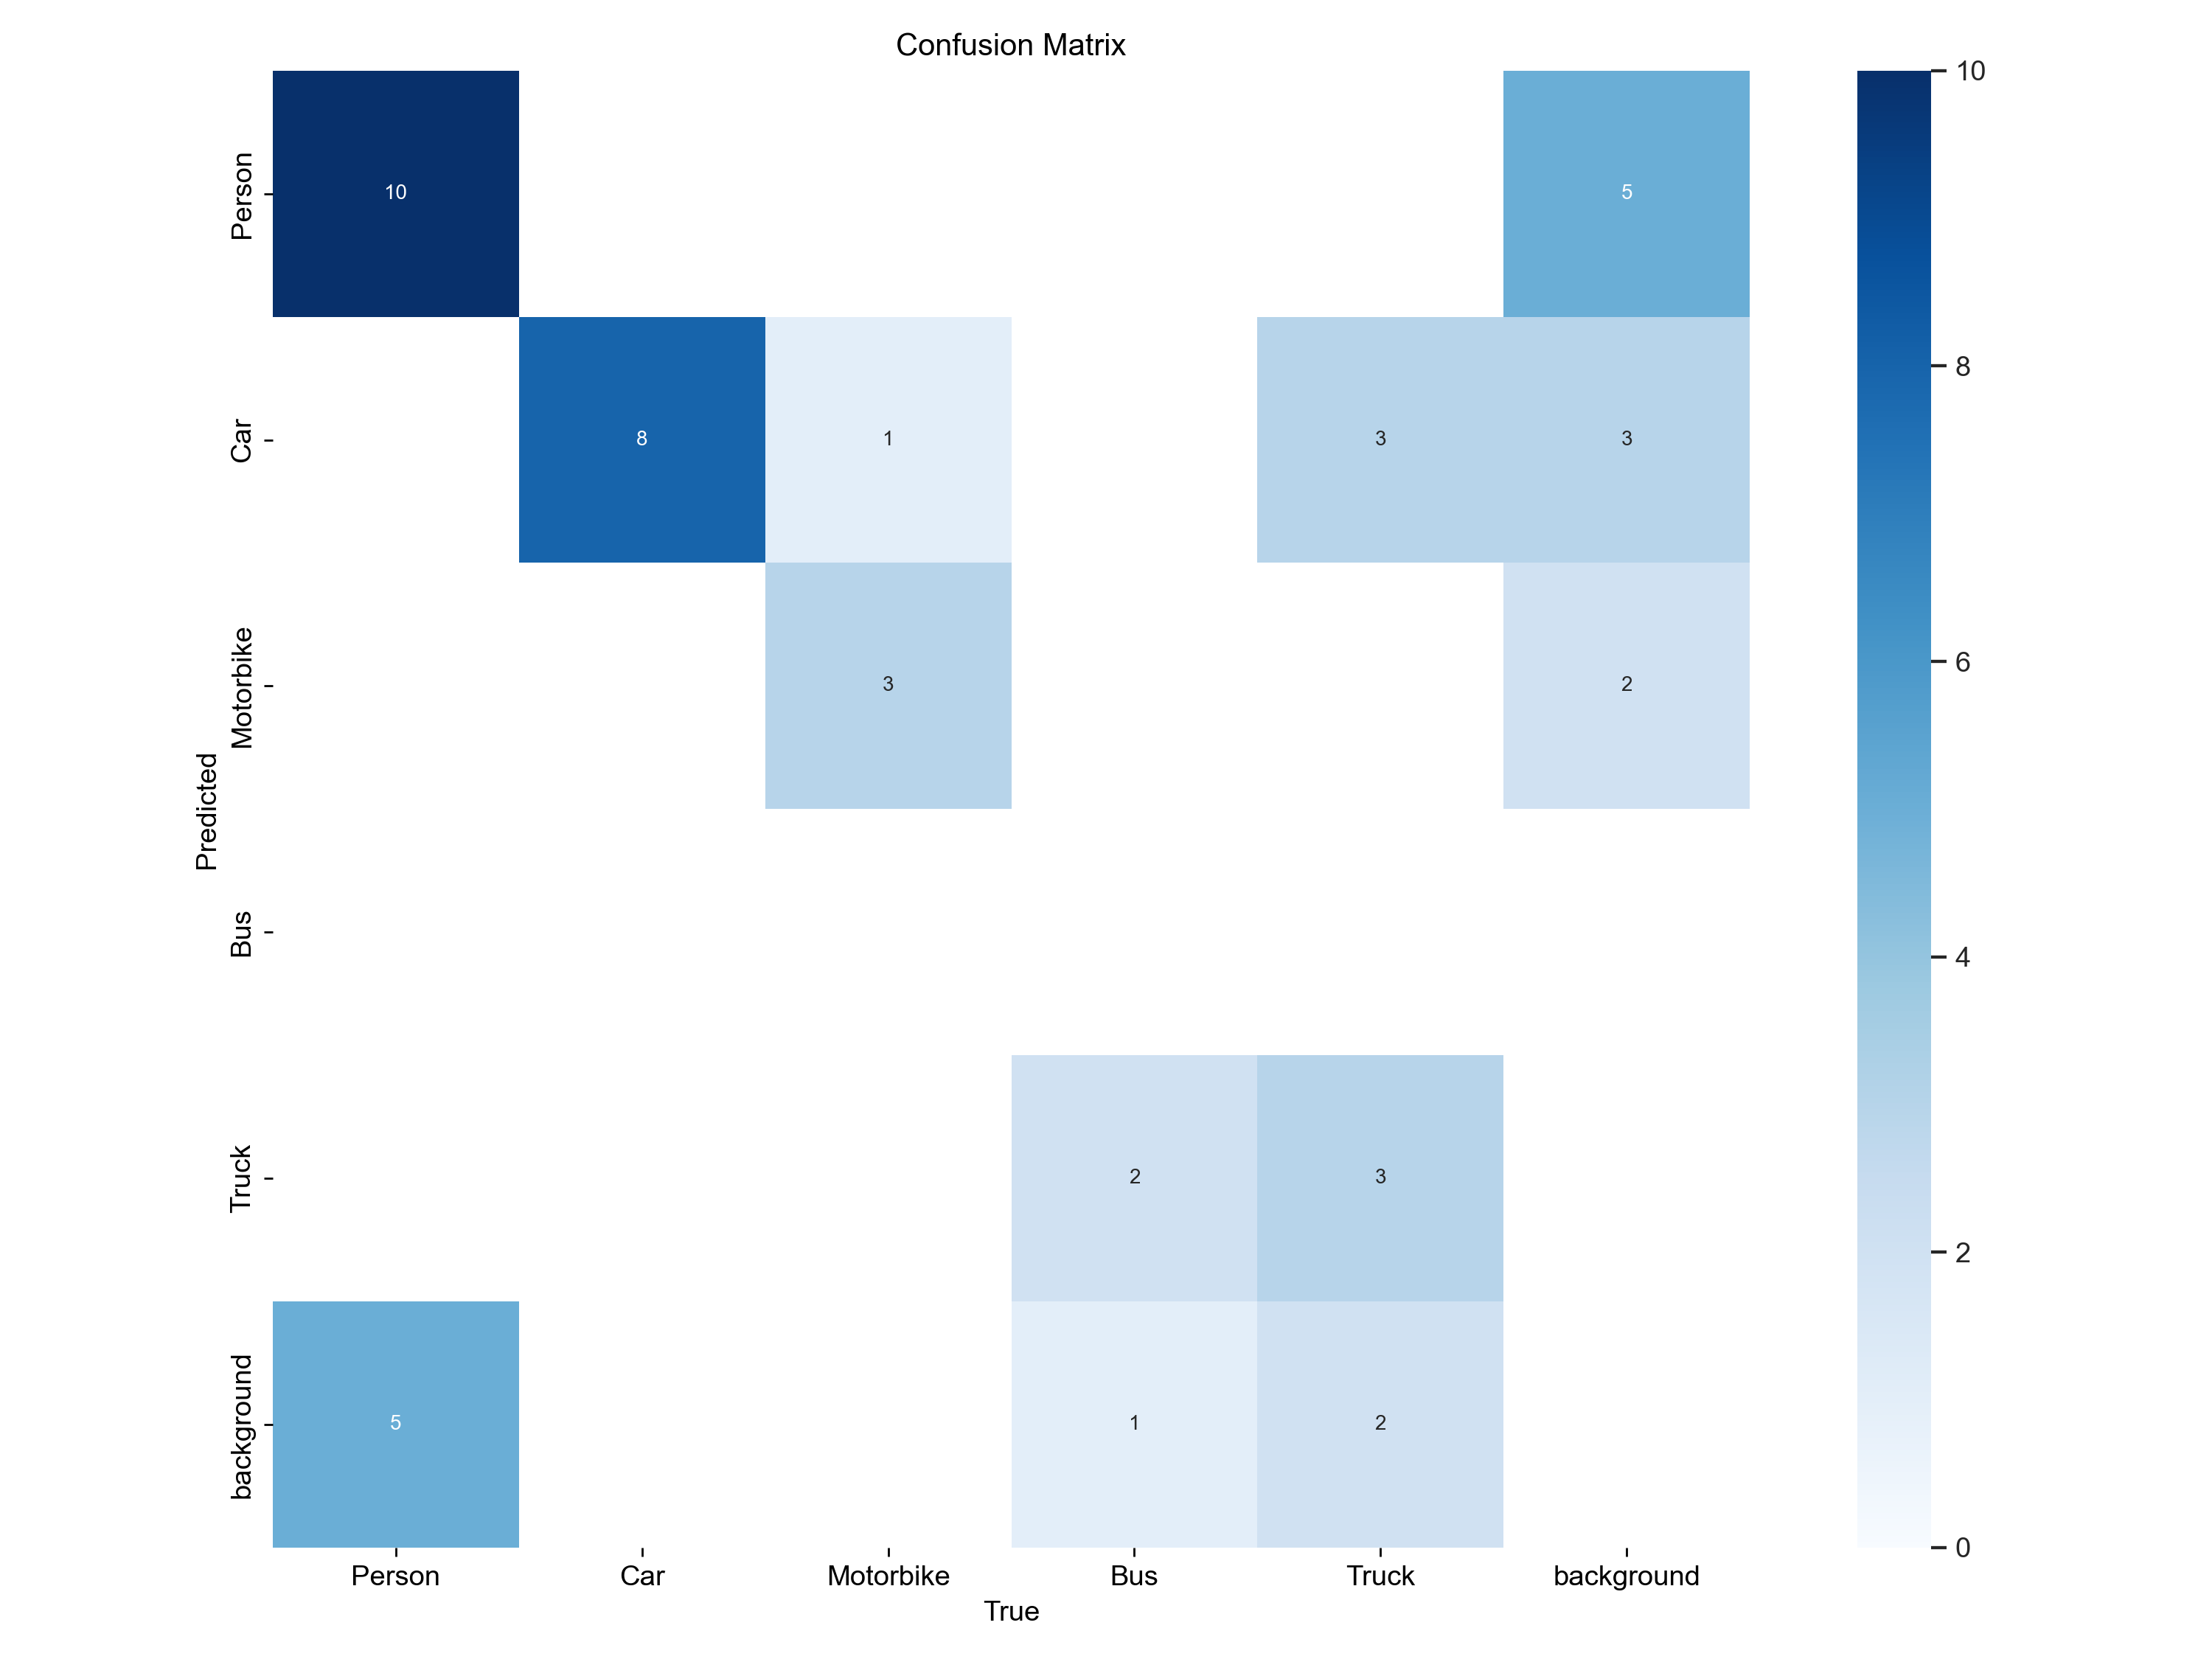 Confusion Matrix
Person
10
5
10
Car
8
1
3
3
8
Motorbike
3
2
6
Predicted
Bus
4
Truck
2
3
2
background
5
1
2
0
Person
Car
Motorbike
Bus
Truck
background
True